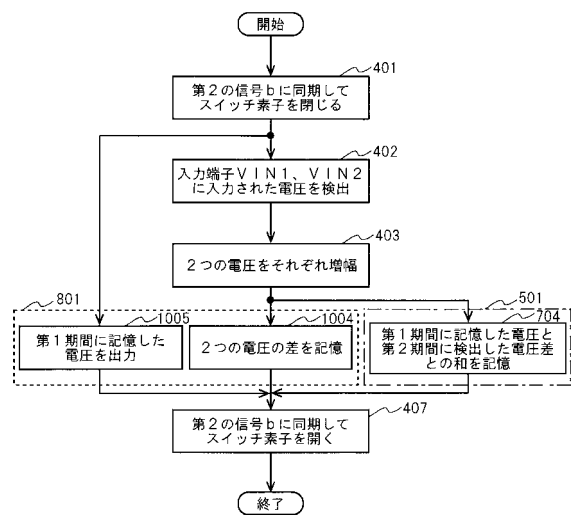 開始
401
第2の信号bに同期して
スイッチ素子を閉じる
402
入力端子VIN1、VIN2
に入力された電圧を検出
403
2つの電圧をそれぞれ増幅
801
1005
第1期間に記憶した
電圧を出力
1004
2つの電圧の差を記憶
501
704
第1期間に記憶した電圧と
第2期間に検出した電圧差
との和を記憶
407
第2の信号bに同期して
スイッチ素子を開く
終了